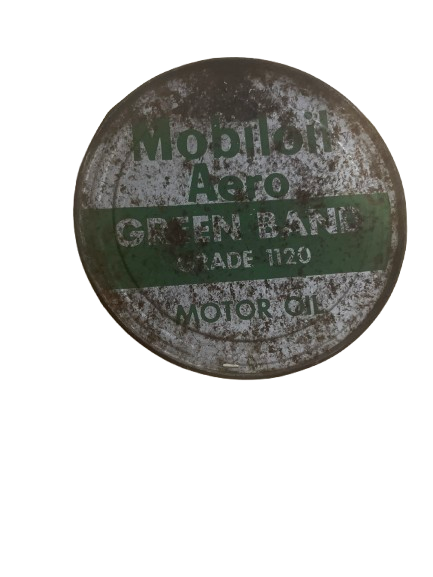 Mobiloil
Aero
GREEN BAND
GRADE 1120
MOTOR OIL